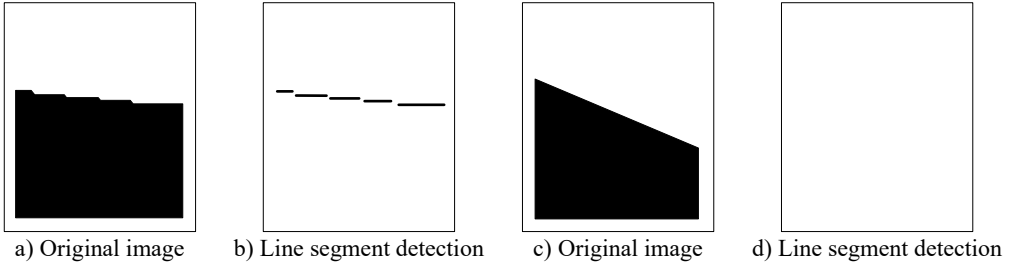 a) Original image
b) Line segment detection
c) Original image
d) Line segment detection